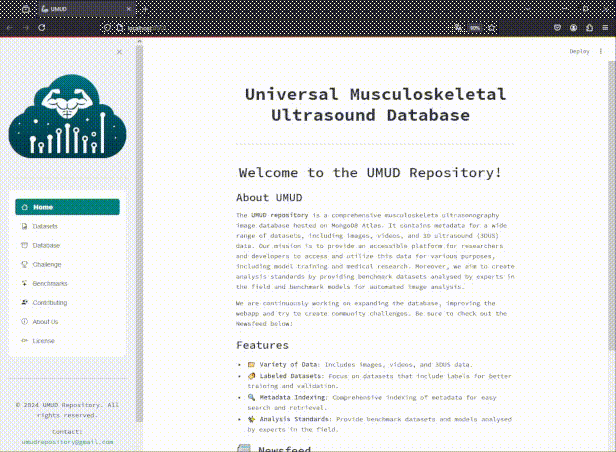 UMUD
Deploy
Universal Musculoskeletal
Ultrasound Database
Welcome to the UMUD Repository!
About UMUD
The UMUD repository is a comprehensive musculoskeleta ultrasonography
image database hosted on MongoDB Atlas. It contains metadata for a wide
range of datasets, including images, videos, and 3D ultrasound (3DUS)
data. Our mission is to provide an accessible platform for researchers
and developers to access and utilize this data for various purposes,
including model training and medical research. Moreover, we aim to create
analysis standards by providing benchmark datasets analysed by experts in
the field and benchmark models for automated image analysis.
We are continuously working on expanding the database, improving the
webapp and try to create community challenges. Be sure to check out the
Newsfeed below!
Features
Variety of Data: Includes images, videos, and 3DUS data.
Labeled Datasets: Focus on datasets that include labels for better
training and validation.
Metadata Indexing: Comprehensive indexing of metadata for easy
search and retrieval.
Analysis Standards: Provide benchmark datasets and models analysed
by experts in the field.
Newsfeed
Home
Datasets
Database
Challenge
Benchmarks
Contributing
About Us
License
© 2024 UMUD Repository. All
rights reserved.
Contact:
umudrepository@gmail.com